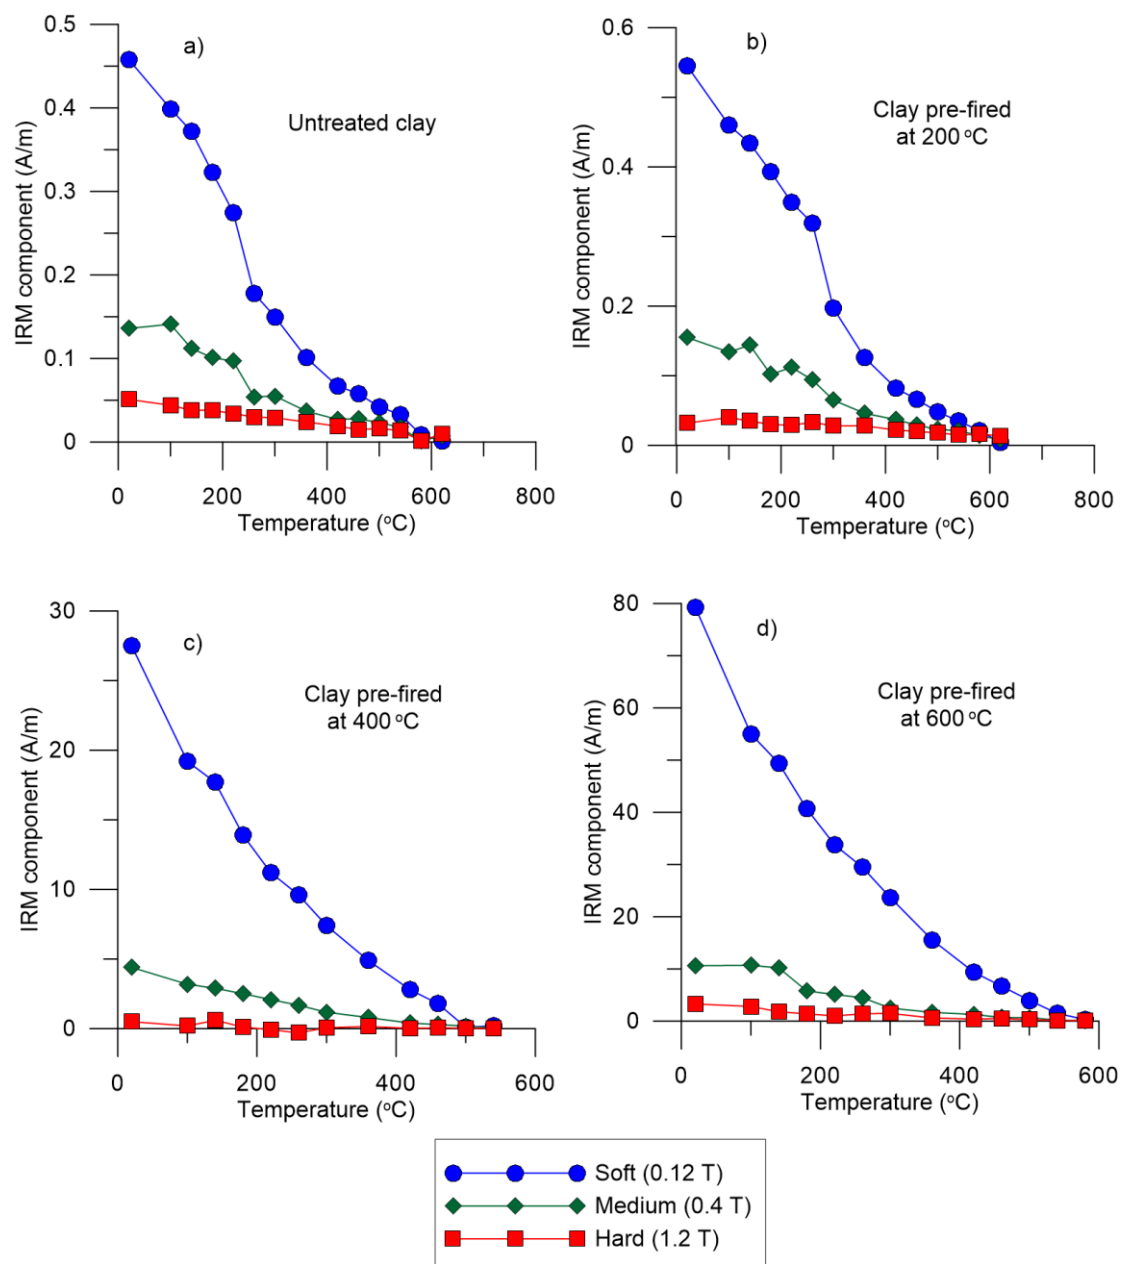 a)
Untreated clay
IRM component (A/m)
0.5
0.4
0.3
0.2
0.1
0
0 200 400 600 800
Temperature (°C)
b)
Clay pre-fired
at 200 °C
IRM component (A/m)
0.6
0.4
0.2
0
0 200 400 600 800
Temperature (°C)
c)
Clay pre-fired
at 400 °C
IRM component (A/m)
30
20
10
0
0 200 400 600
Temperature (°C)
d)
Clay pre-fired
at 600 °C
IRM component (A/m)
80
60
40
20
0
0 200 400 600
Temperature (°C)
Soft (0.12 T)
Medium (0.4 T)
Hard (1.2 T)